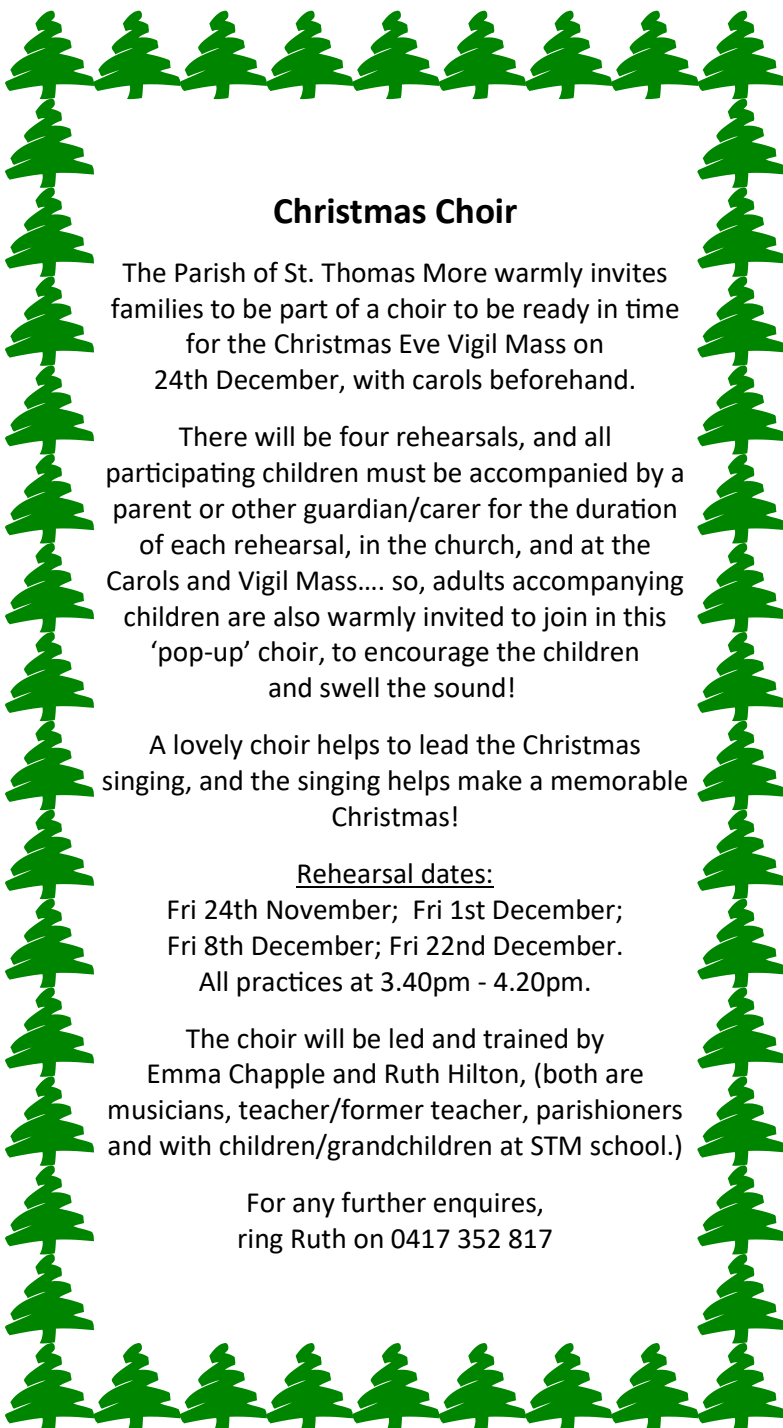 Christmas Choir
The Parish of St. Thomas More warmly invites
families to be part of a choir to be ready in time
for the Christmas Eve Vigil Mass on
24th December, with carols beforehand.
There will be four rehearsals, and all
participating children must be accompanied by a
parent or other guardian/carer for the duration
of each rehearsal, in the church, and at the
Carols and Vigil Mass.... so, adults accompanying
children are also warmly invited to join in this
‘pop-up’ choir, to encourage the children
and swell the sound!
A lovely choir helps to lead the Christmas
singing, and the singing helps make a memorable
Christmas!
Rehearsal dates:
Fri 24th November;  Fri 1st December;
Fri 8th December; Fri 22nd December.
All practices at 3.40pm - 4.20pm.
The choir will be led and trained by
Emma Chapple and Ruth Hilton, (both are
musicians, teacher/former teacher, parishioners
and with children/grandchildren at STM school.)
For any further enquires,
ring Ruth on 0417 352 817